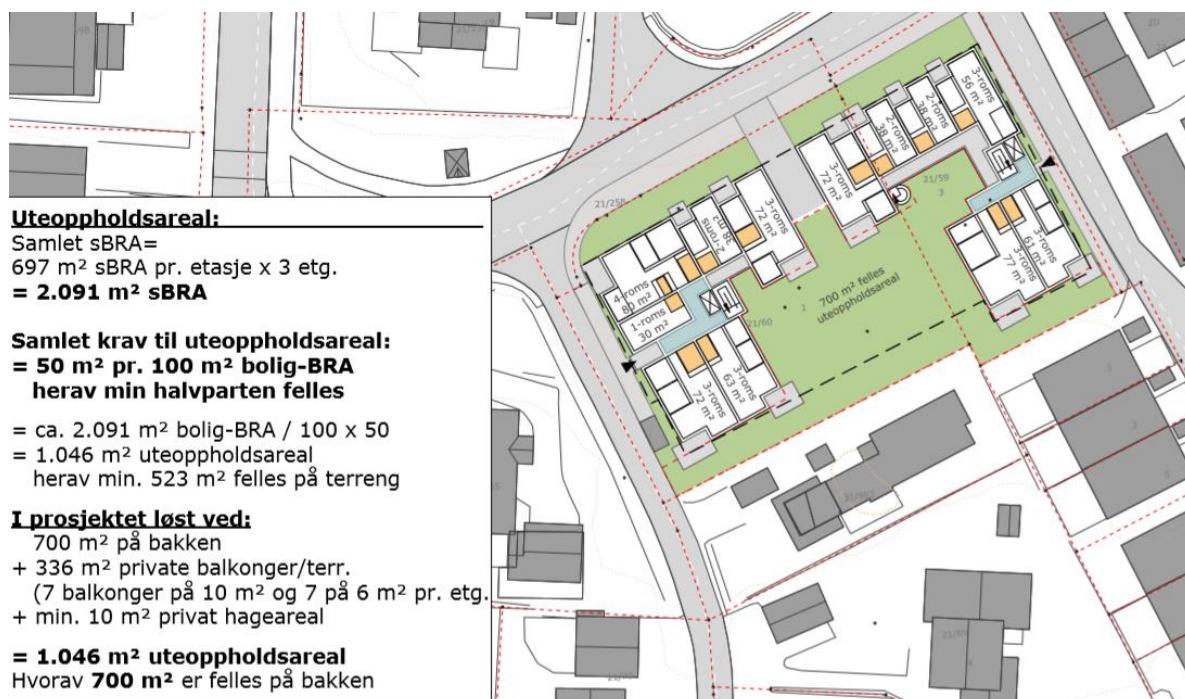 Uteoppholdsareal:
Samlet sBRA=
697 m² sBRA pr. etasje x 3 etg.
= 2.091 m² sBRA
Samlet krav til uteoppholdsareal:
= 50 m² pr. 100 m² bolig-BRA
herav min halvparten felles
= ca. 2.091 m² bolig-BRA / 100 x 50
= 1.046 m² uteoppholdsareal
herav min. 523 m² felles på terreng
I prosjektet løst ved:
700 m² på bakken
+ 336 m² private balkonger/terr.
(7 balkonger på 10 m² og 7 på 6 m² pr. etg.
+ min. 10 m² privat hageareal
= 1.046 m² uteoppholdsareal
Hvorav 700 m² er felles på bakken
21/258
4-roms
80 m²
1-roms
30 m²
2-roms
38 m²
3-roms
72 m²
3-roms
72 m²
3-roms
63 m²
21/60
1
700 m² felles
uteoppholdsareal
3-roms
72 m²
2-roms
38 m²
2-roms
38 m²
3-roms
56 m²
21/59
3
3-roms
61 m²
3-roms
77 m²
2D